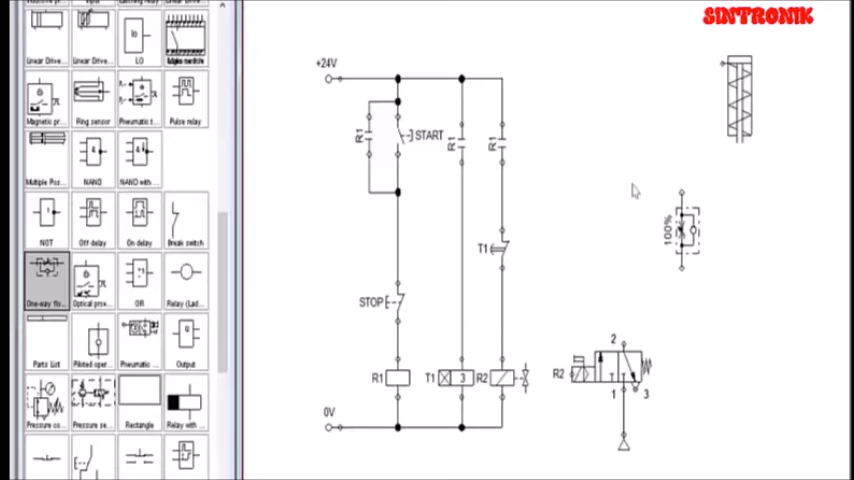 SINTRONIK
Linear Drive...
Linear Drive...
LO
Magnetic pr...
Ring sensor
Pneumatic t...
Pulse relay
Multiple Pos...
NAND
NAND with...
NOT
Off delay
On delay
Break switch
One-way flo...
Optical prox...
OR
Relay (Lad...
Parts List
Piloted oper...
Pneumatic ...
Output
Pressure co...
Pressure se...
Rectangle
Relay with ...
+24V
R1
START
R1
R1
100%
T1
STOP
2
R1
T1
3
R2
R2
1
3
0V